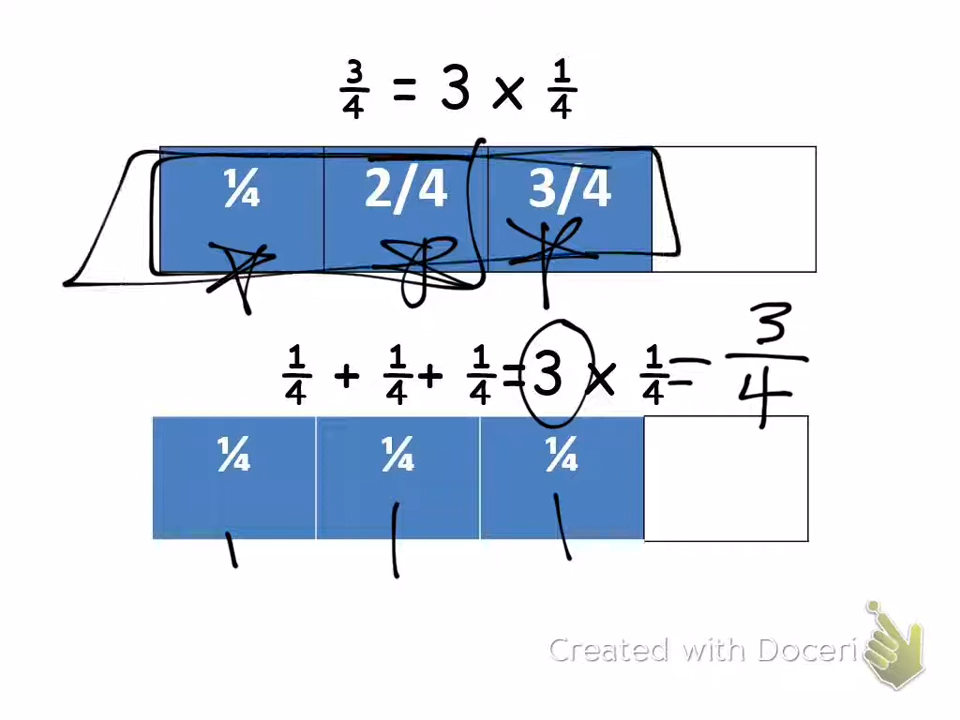 3/4 = 3 x 1/4
¼ 2/4 3/4
1/4 + 1/4 + 1/4 = 3 x 1/4 = 3/4
¼ ¼ ¼
Created with Doceri